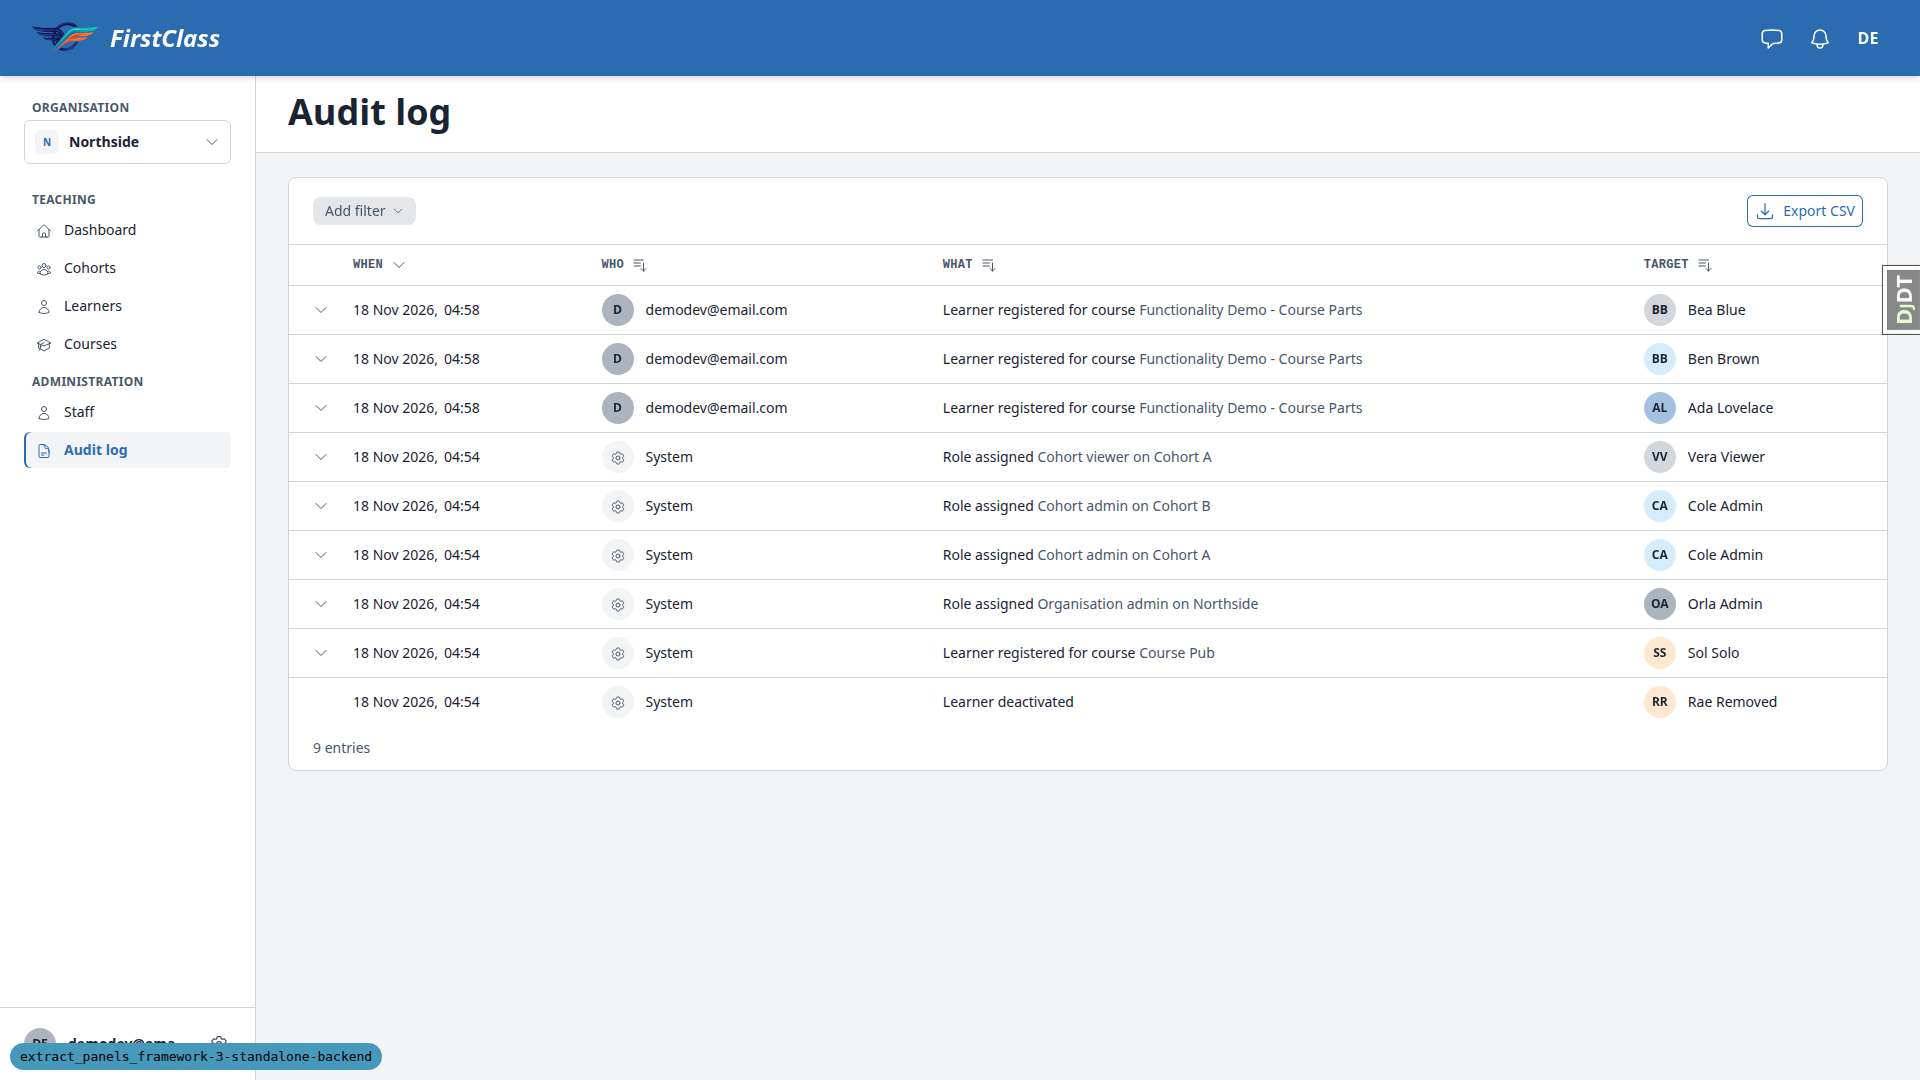 FirstClass
DE
ORGANISATION
N Northside
TEACHING
Dashboard
Cohorts
Learners
Courses
ADMINISTRATION
Staff
Audit log
Audit log
Add filter
Export CSV
WHEN WHO WHAT TARGET
18 Nov 2026, 04:58 D demodev@email.com Learner registered for course Functionality Demo - Course Parts BB Bea Blue
18 Nov 2026, 04:58 D demodev@email.com Learner registered for course Functionality Demo - Course Parts BB Ben Brown
18 Nov 2026, 04:58 D demodev@email.com Learner registered for course Functionality Demo - Course Parts AL Ada Lovelace
18 Nov 2026, 04:54 System Role assigned Cohort viewer on Cohort A VV Vera Viewer
18 Nov 2026, 04:54 System Role assigned Cohort admin on Cohort B CA Cole Admin
18 Nov 2026, 04:54 System Role assigned Cohort admin on Cohort A CA Cole Admin
18 Nov 2026, 04:54 System Role assigned Organisation admin on Northside OA Orla Admin
18 Nov 2026, 04:54 System Learner registered for course Course Pub SS Sol Solo
18 Nov 2026, 04:54 System Learner deactivated RR Rae Removed
9 entries
DjDT
DE demodev@ema...
extract_panels_framework-3-standalone-backend